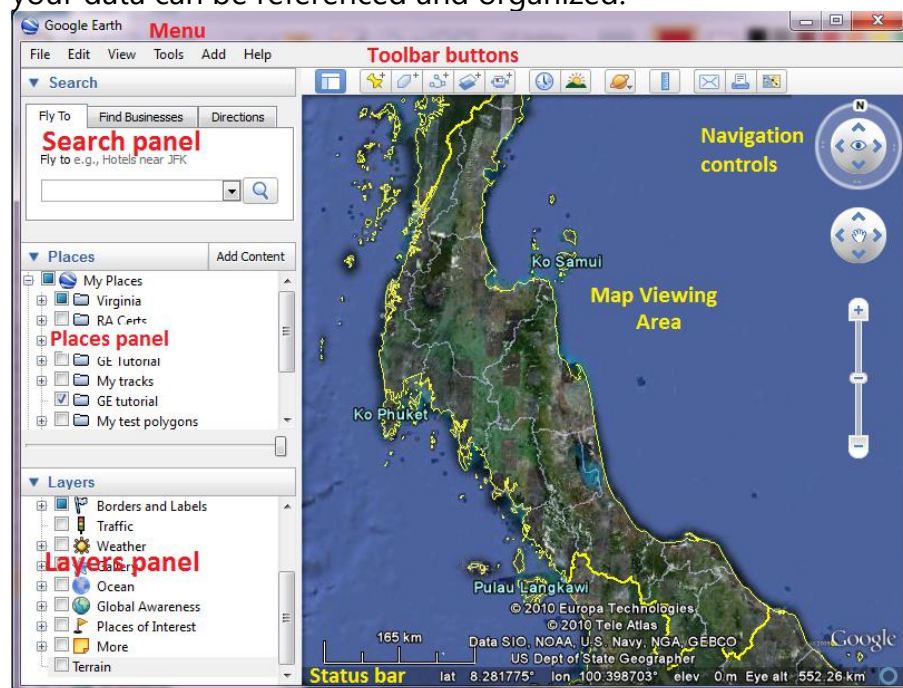 your data can be referenced and organized.
Google Earth
Menu
File Edit View Tools Add Help
Toolbar buttons
Search
Fly To Find Businesses Directions
Search panel
Fly to e.g., Hotels near JFK
N
Navigation
controls
Places Add Content
My Places
Virginia
RA Certs
Places panel
GE Tutorial
My tracks
GE tutorial
My test polygons
Ko Samui
Map Viewing
Area
Ko Phuket
Layers
Borders and Labels
Traffic
Weather
Gallery
Layers panel
Ocean
Global Awareness
Places of Interest
More
Terrain
Pulau Langkawi
© 2010 Europa Technologies
© 2010 Tele Atlas
165 km
Data SIO, NOAA, U.S. Navy, NGA, GEBCO
US Dept of State Geographer
Google
Status bar
lat 8.281775° lon 100.398703° elev 0 m Eye alt 552.26 km